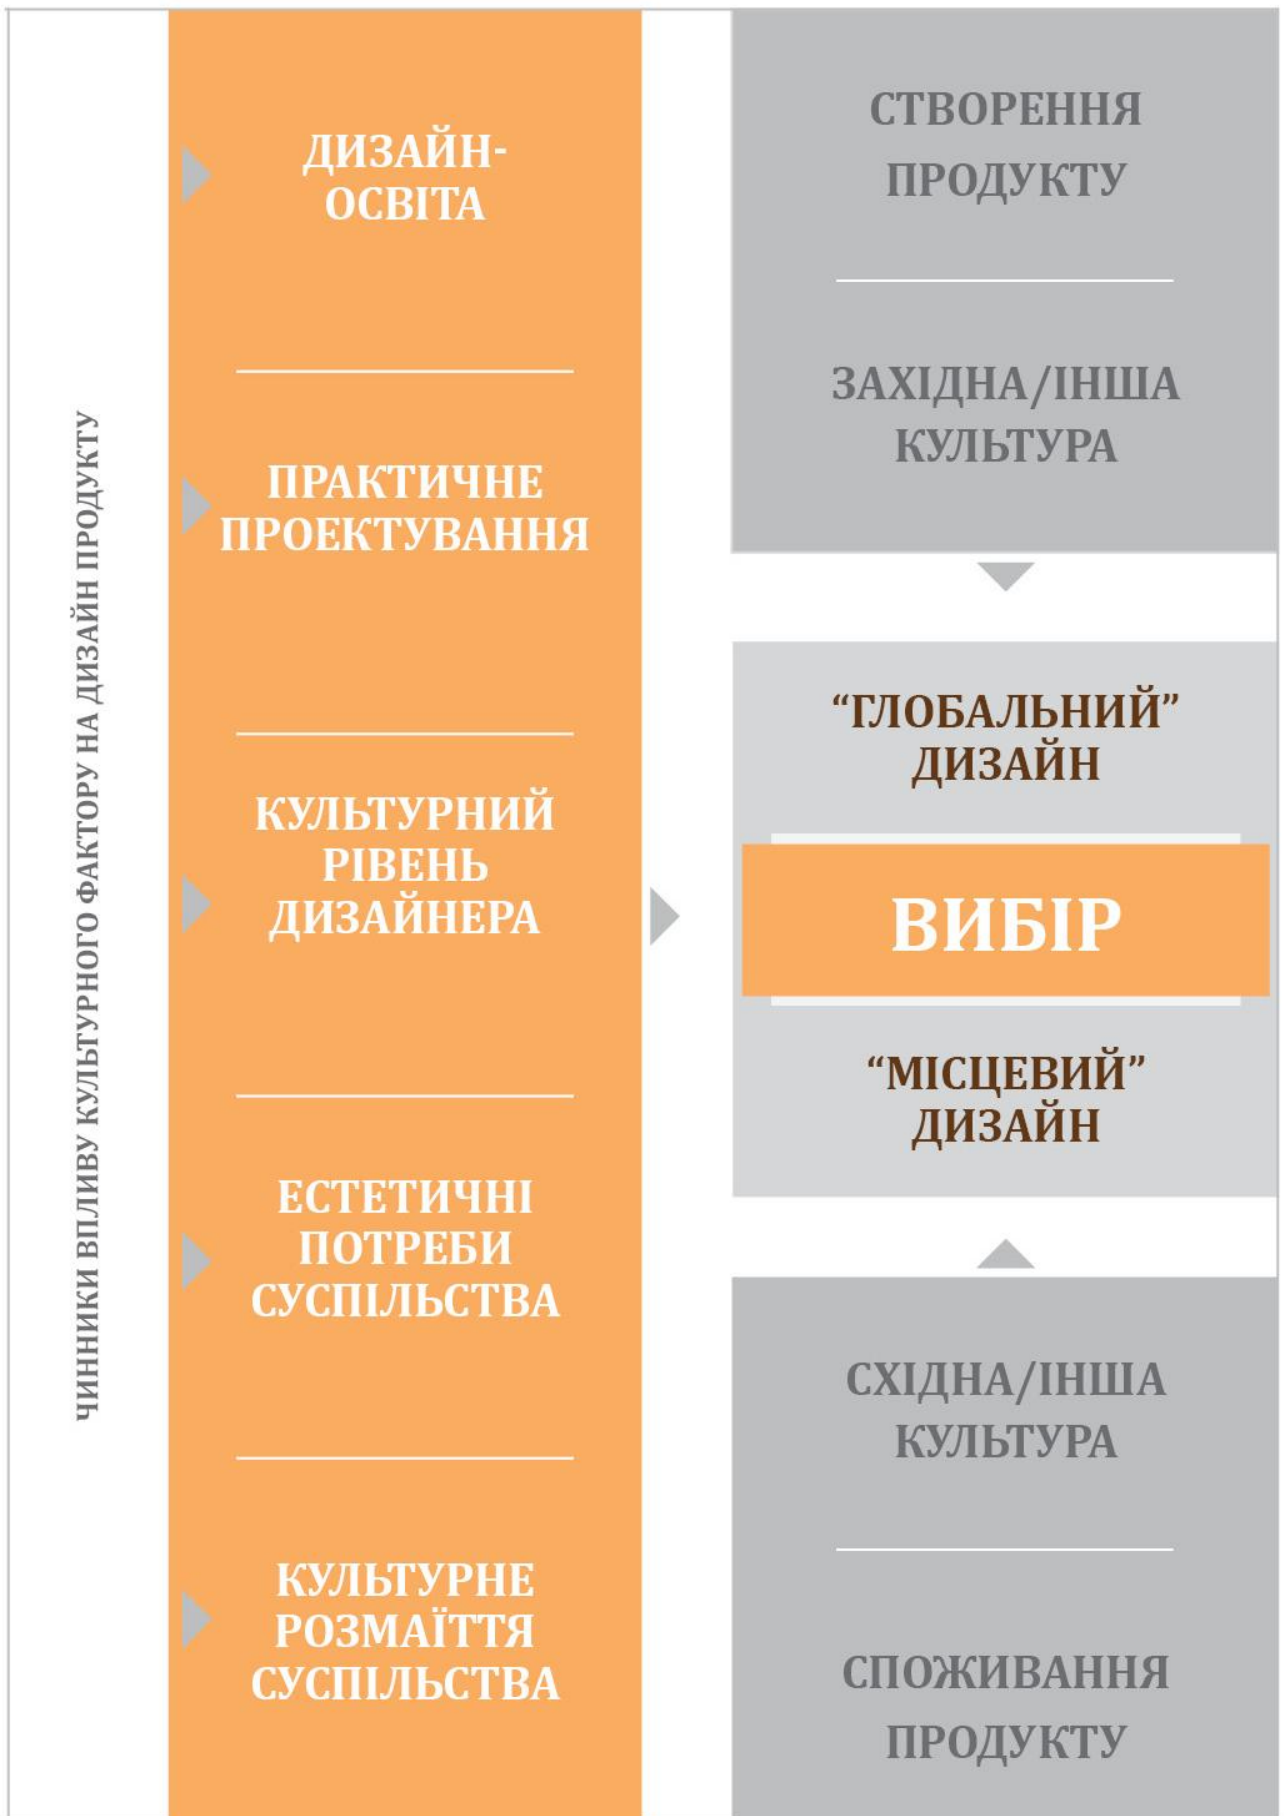 ЧИННИКИ ВПЛИВУ КУЛЬТУРНОГО ФАКТОРУ НА ДИЗАЙН ПРОДУКТУ
ДИЗАЙН-
ОСВІТА
ПРАКТИЧНЕ
ПРОЕКТУВАННЯ
КУЛЬТУРНИЙ
РІВЕНЬ
ДИЗАЙНЕРА
ЕСТЕТИЧНІ
ПОТРЕБИ
СУСПІЛЬСТВА
КУЛЬТУРНЕ
РОЗМАЇТТЯ
СУСПІЛЬСТВА
СТВОРЕННЯ
ПРОДУКТУ
ЗАХІДНА/ІНША
КУЛЬТУРА
“ГЛОБАЛЬНИЙ”
ДИЗАЙН
ВИБІР
“МІСЦЕВИЙ”
ДИЗАЙН
СХІДНА/ІНША
КУЛЬТУРА
СПОЖИВАННЯ
ПРОДУКТУ